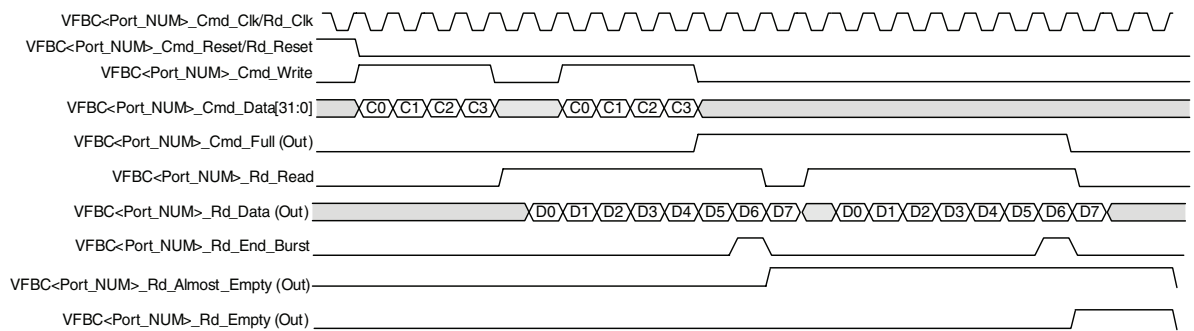 VFBC<Port_NUM>_Cmd_Clk/Rd_Clk
VFBC<Port_NUM>_Cmd_Reset/Rd_Reset
VFBC<Port_NUM>_Cmd_Write
VFBC<Port_NUM>_Cmd_Data[31:0] C0 C1 C2 C3 C0 C1 C2 C3
VFBC<Port_NUM>_Cmd_Full (Out)
VFBC<Port_NUM>_Rd_Read
VFBC<Port_NUM>_Rd_Data (Out) D0 D1 D2 D3 D4 D5 D6 D7 D0 D1 D2 D3 D4 D5 D6 D7
VFBC<Port_NUM>_Rd_End_Burst
VFBC<Port_NUM>_Rd_Almost_Empty (Out)
VFBC<Port_NUM>_Rd_Empty (Out)